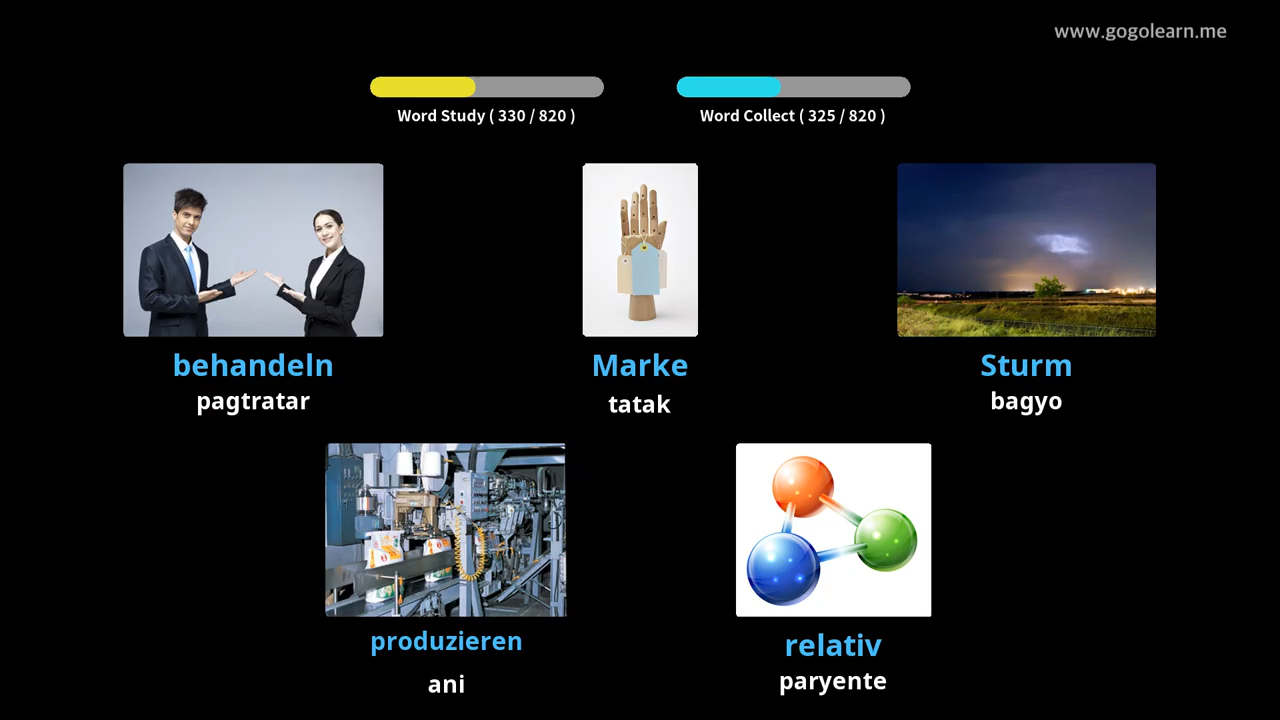 www.gogolearn.me
Word Study ( 330 / 820 )
Word Collect ( 325 / 820 )
behandeln
pagtratar
Marke
tatak
Sturm
bagyo
produzieren
ani
relativ
paryente